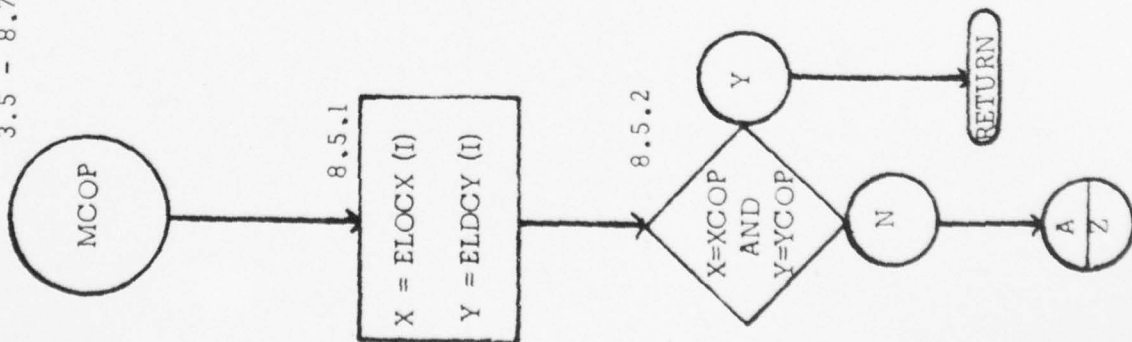 3.5 - 8.7
MCOP
8.5.1
X = ELOCX (I)
Y = ELDCY (I)
8.5.2
X=XCOP
AND
Y=YCOP
Y
N
RETURN
A
Z